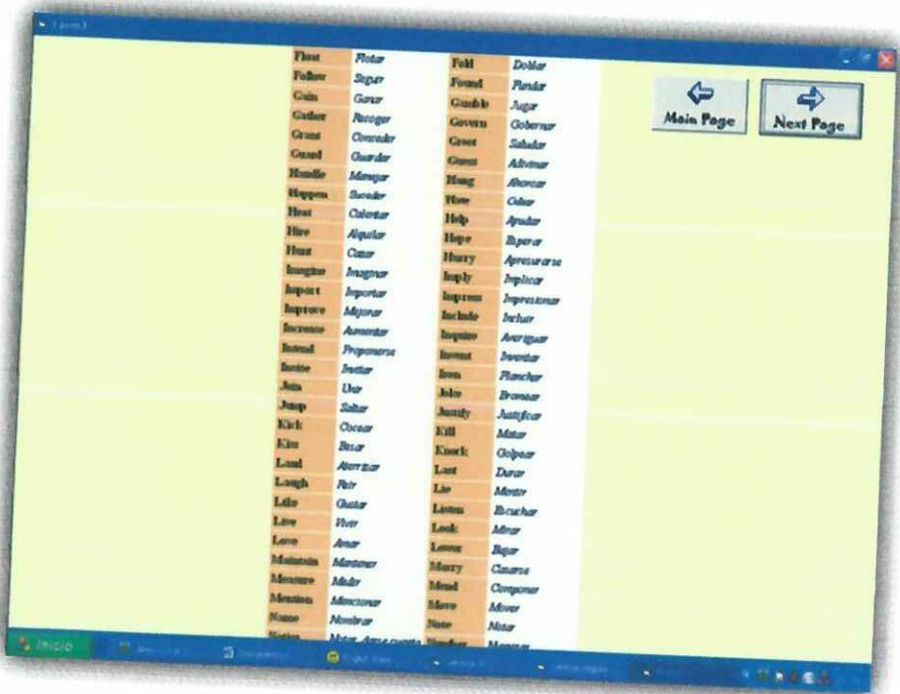 Main Page
Next Page
Float Flotar Fold Doblar
Follow Seguir Found Fundar
Gain Ganar Gamble Jugar
Gather Recoger Govern Gobernar
Grant Conceder Greet Saludar
Guard Guardar Guess Adivinar
Handle Manejar Hang Ahorcar
Happen Suceder
Heat Calentar Help Ayudar
Hire Alquilar Hope Esperar
Hunt Cazar Hurry Apresurarse
Imagine Imaginar Imply Implicar
Import Importar Impress Impresionar
Improve Mejorar Include Incluir
Increase Aumentar Inquire Averiguar
Intend Proponerse Invent Inventar
Invite Invitar Iron Planchar
Join Unir Joke Bromear
Jump Saltar Justify Justificar
Kick Cocear Kill Matar
Kiss Besar Knock Golpear
Land Aterrizar Last Durar
Laugh Reir Lie Mentir
Like Gustar Listen Escuchar
Live Vivir Look Mirar
Love Amar Lower Bajar
Maintain Mantener Marry Casarse
Measure Medir Mend Componer
Mention Mencionar Move Mover
Name Nombrar Note Notar
Inicio